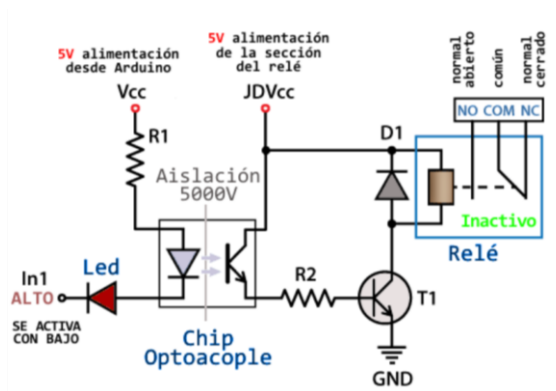 5V alimentación
desde Arduino
Vcc
5V alimentación
de la sección
del relé
JDVcc
normal
abierto
común
normal
cerrado
NO COM NC
R1
D1
Aislación
5000V
Inactivo
Relé
In1
ALTO
Led
R2
T1
SE ACTIVA
CON BAJO
Chip
Optoacople
GND